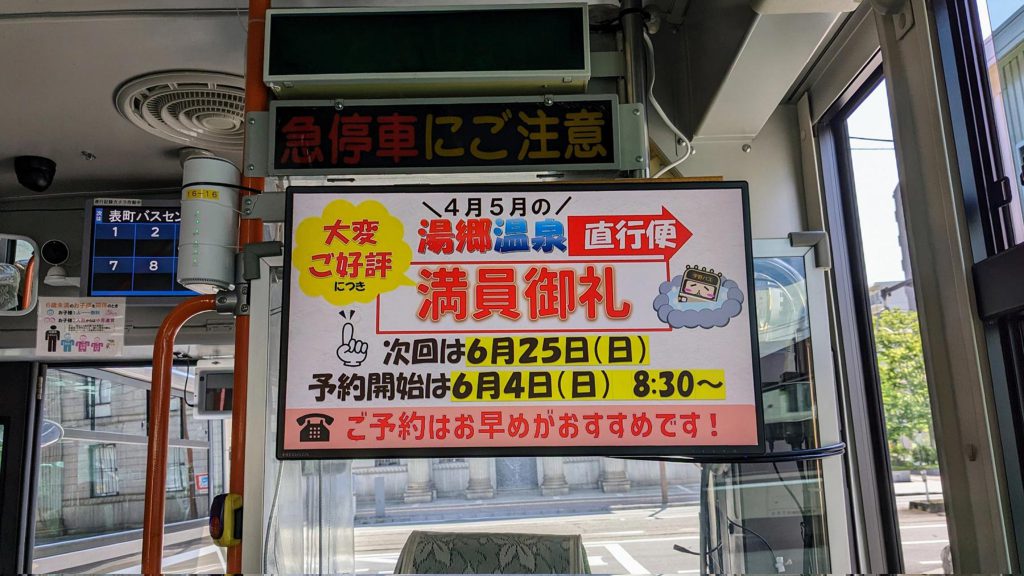 急停車にご注意
16-16
表町バスセン
1 2
7 8
大変
ご好評
につき
\4月5月の/
湯郷温泉 直行便
満員御礼
次回は6月25日(日)
予約開始は6月4日(日) 8:30~
☎ ご予約はお早めがおすすめです!